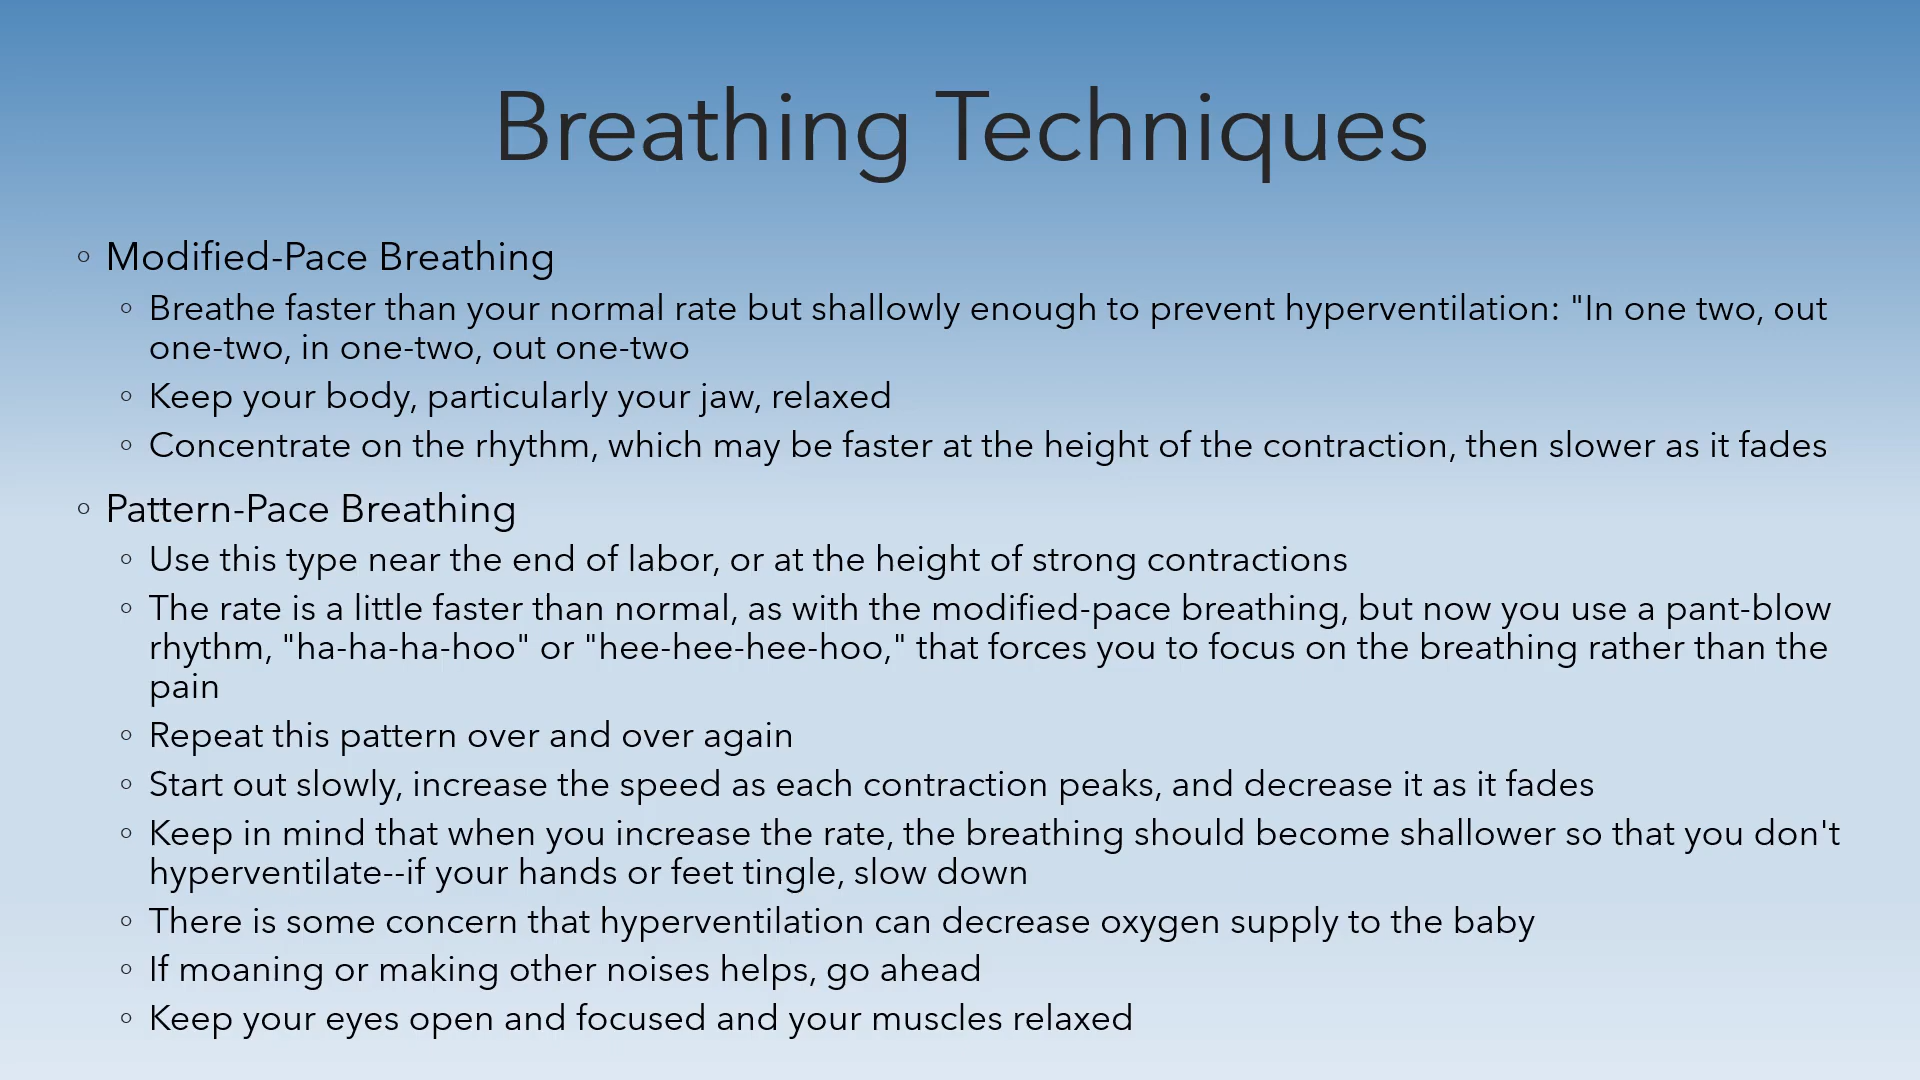 Breathing Techniques
◦ Modified-Pace Breathing
◦ Breathe faster than your normal rate but shallowly enough to prevent hyperventilation: "In one two, out
one-two, in one-two, out one-two
◦ Keep your body, particularly your jaw, relaxed
◦ Concentrate on the rhythm, which may be faster at the height of the contraction, then slower as it fades
◦ Pattern-Pace Breathing
◦ Use this type near the end of labor, or at the height of strong contractions
◦ The rate is a little faster than normal, as with the modified-pace breathing, but now you use a pant-blow
rhythm, "ha-ha-ha-hoo" or "hee-hee-hee-hoo," that forces you to focus on the breathing rather than the
pain
◦ Repeat this pattern over and over again
◦ Start out slowly, increase the speed as each contraction peaks, and decrease it as it fades
◦ Keep in mind that when you increase the rate, the breathing should become shallower so that you don't
hyperventilate--if your hands or feet tingle, slow down
◦ There is some concern that hyperventilation can decrease oxygen supply to the baby
◦ If moaning or making other noises helps, go ahead
◦ Keep your eyes open and focused and your muscles relaxed